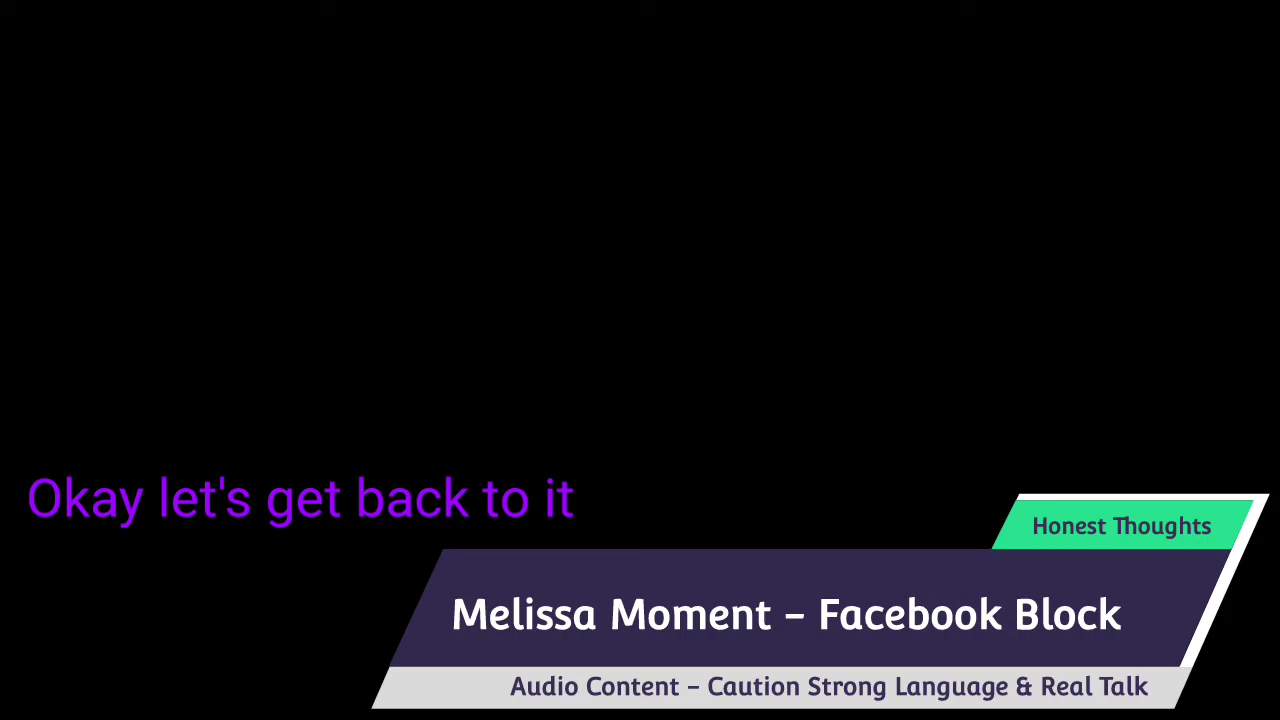 Okay let's get back to it
Honest Thoughts
Melissa Moment – Facebook Block
Audio Content – Caution Strong Language & Real Talk